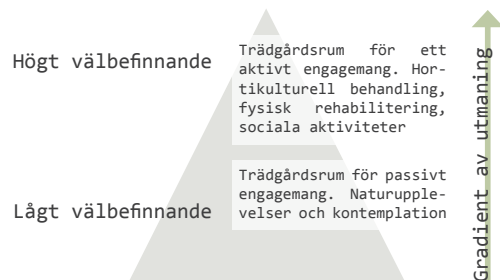 Högt välbefinnande
Trädgårdsrum för ett
aktivt engagemang. Hor-
tikulturell behandling,
fysisk rehabilitering,
sociala aktiviteter
Lågt välbefinnande
Trädgårdsrum för passivt
engagemang. Naturupple-
velser och kontemplation
Gradient av utmaning